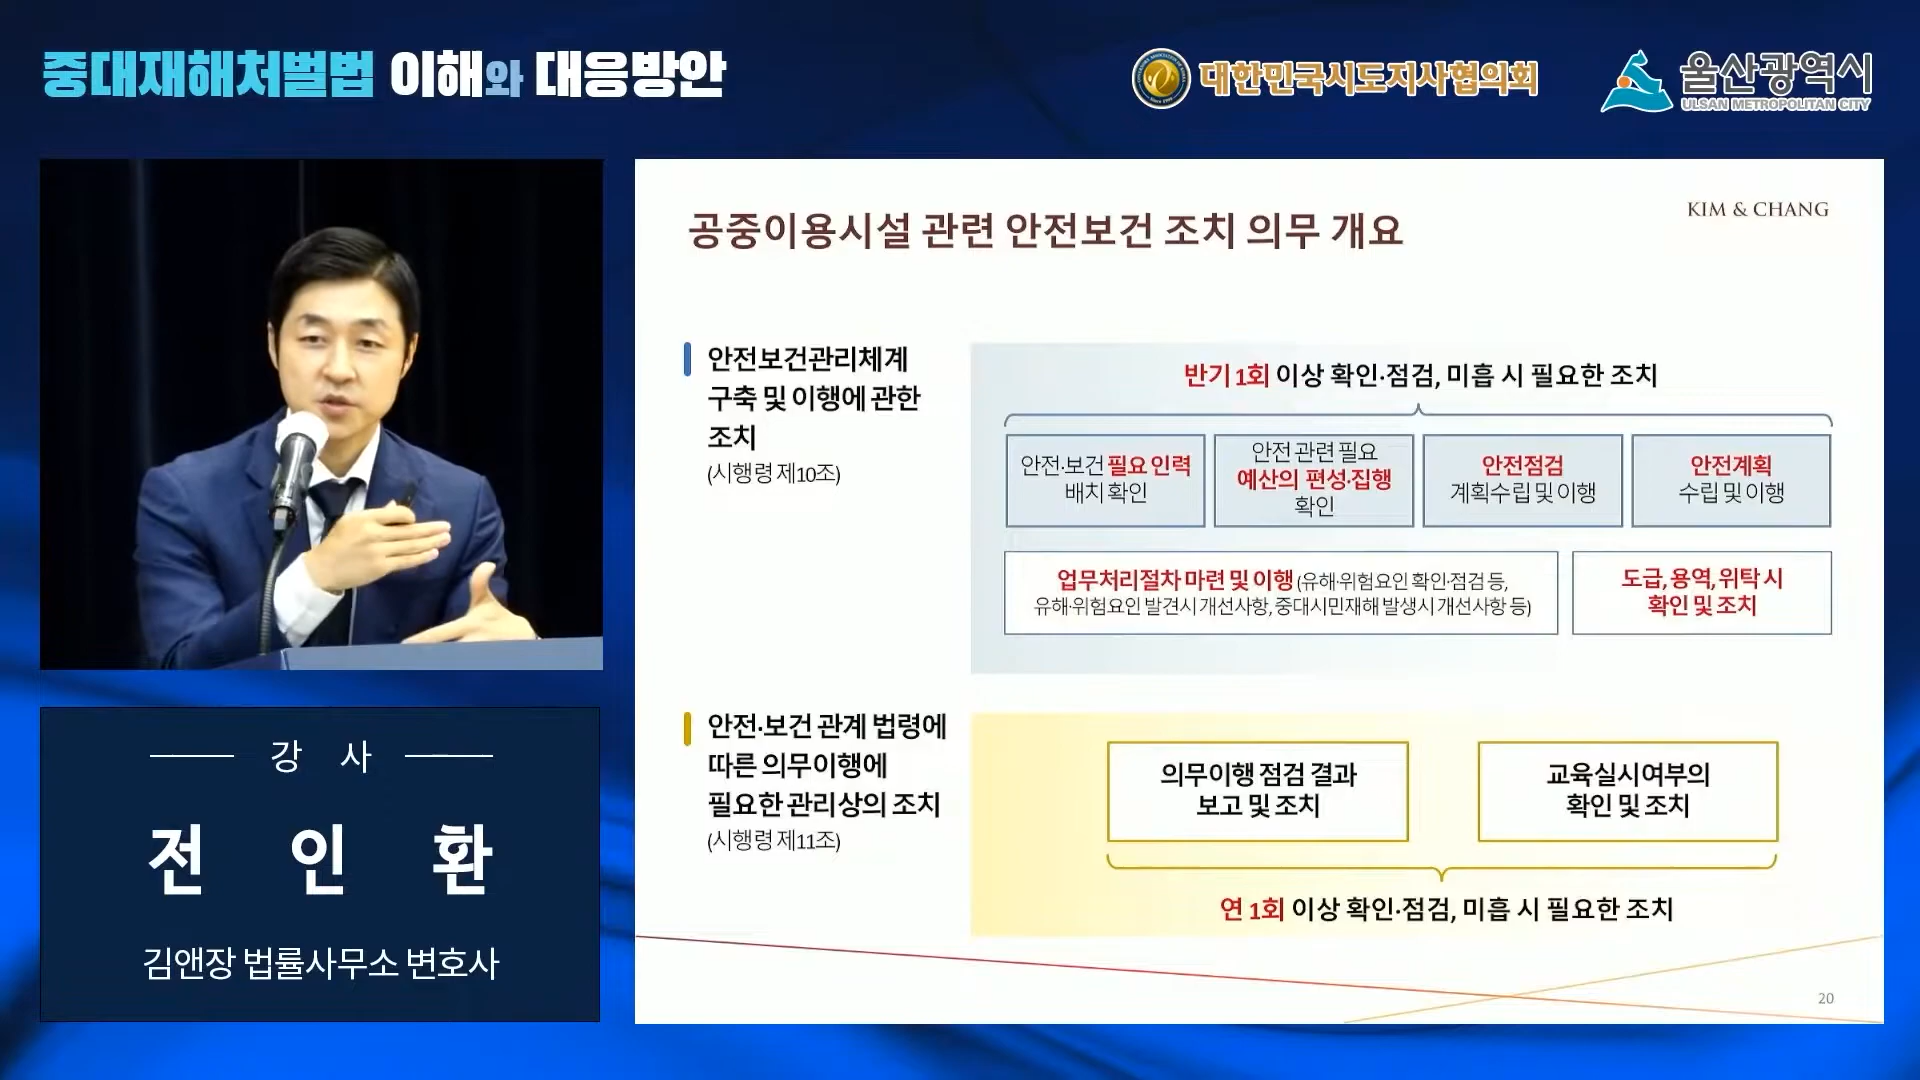 중대재해처벌법 이해와 대응방안
대한민국시도지사협의회
울산광역시
ULSAN METROPOLITAN CITY
KIM & CHANG
공중이용시설 관련 안전보건 조치 의무 개요
안전보건관리체계
구축 및 이행에 관한
조치
(시행령 제10조)
반기 1회 이상 확인·점검, 미흡 시 필요한 조치
안전·보건 필요 인력
배치 확인
안전 관련 필요
예산의 편성·집행
확인
안전점검
계획수립 및 이행
안전계획
수립 및 이행
업무처리절차 마련 및 이행 (유해·위험요인 확인·점검 등,
유해·위험요인 발견시 개선사항, 중대시민재해 발생시 개선사항 등)
도급, 용역, 위탁 시
확인 및 조치
안전·보건 관계 법령에
따른 의무이행에
필요한 관리상의 조치
(시행령 제11조)
의무이행 점검 결과
보고 및 조치
교육실시여부의
확인 및 조치
연 1회 이상 확인·점검, 미흡 시 필요한 조치
20
강 사
전 인 환
김앤장 법률사무소 변호사